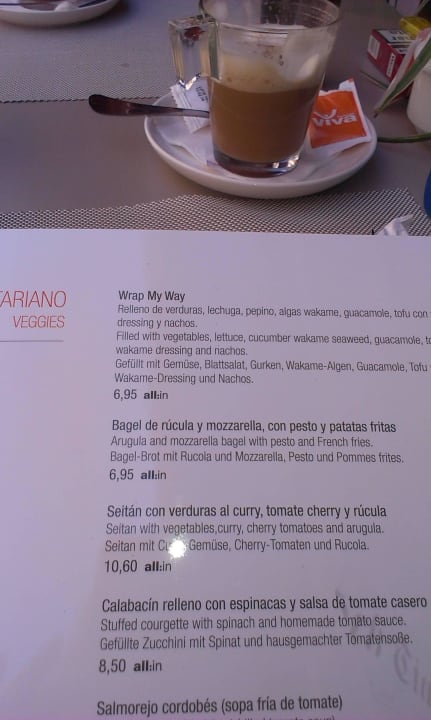 viva
TARIANO
VEGGIES
Wrap My Way
Relleno de verduras, lechuga, pepino, algas wakame, guacamole, tofu con
dressing y nachos.
Filled with vegetables, lettuce, cucumber wakame seaweed, guacamole, to
wakame dressing and nachos.
Gefüllt mit Gemüse, Blattsalat, Gurken, Wakame-Algen, Guacamole, Tofu
Wakame-Dressing und Nachos.
6,95 all:in
Bagel de rúcula y mozzarella, con pesto y patatas fritas
Arugula and mozzarella bagel with pesto and French fries.
Bagel-Brot mit Rucola und Mozzarella, Pesto und Pommes frites.
6,95 all:in
Seitán con verduras al curry, tomate cherry y rúcula
Seitan with vegetables,curry, cherry tomatoes and arugula.
Seitan mit Gemüse, Cherry-Tomaten und Rucola.
10,60 all:in
Calabacín relleno con espinacas y salsa de tomate casero
Stuffed courgette with spinach and homemade tomato sauce.
Gefüllte Zucchini mit Spinat und hausgemachter Tomatensoße.
8,50 all:in
Salmorejo cordobés (sopa fría de tomate)